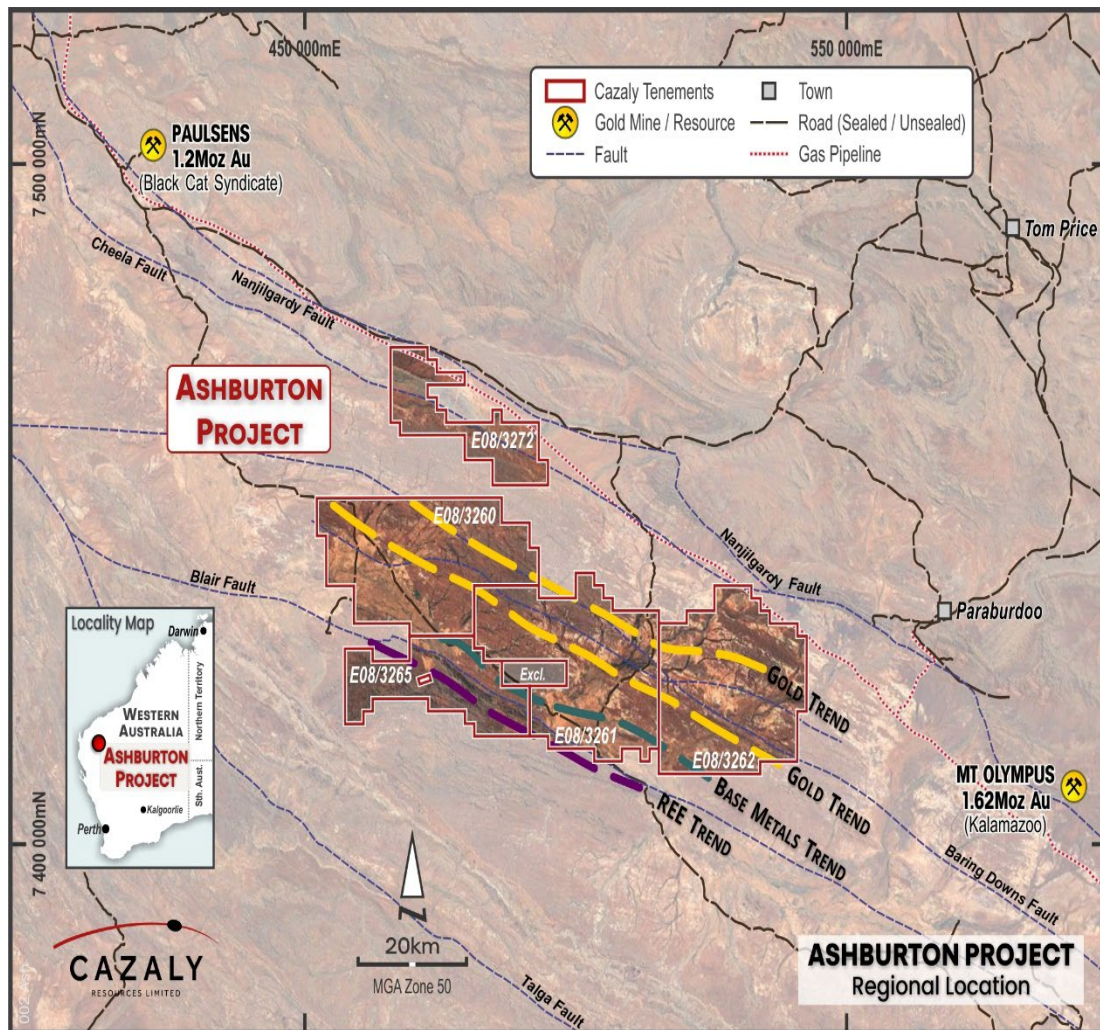 450 000mE
550 000mE
7 500 000mN
7 400 000mN
Cazaly Tenements
Town
Gold Mine / Resource
Road (Sealed / Unsealed)
Fault
Gas Pipeline
PAULSENS
1.2Moz Au
(Black Cat Syndicate)
Tom Price
Cheela Fault
Nanjilgardy Fault
ASHBURTON
PROJECT
E08/3272
E08/3260
Nanjilgardy Fault
Blair Fault
Paraburdoo
E08/3265
Excl.
E08/3261
E08/3262
GOLD TREND
GOLD TREND
BASE METALS TREND
REE TREND
MT OLYMPUS
1.62Moz Au
(Kalamazoo)
Baring Downs Fault
Talga Fault
Locality Map
Darwin
Northern Territory
WESTERN
AUSTRALIA
ASHBURTON
PROJECT
Sth. Aust.
Kalgoorlie
Perth
CAZALY
RESOURCES LIMITED
N
20km
MGA Zone 50
ASHBURTON PROJECT
Regional Location